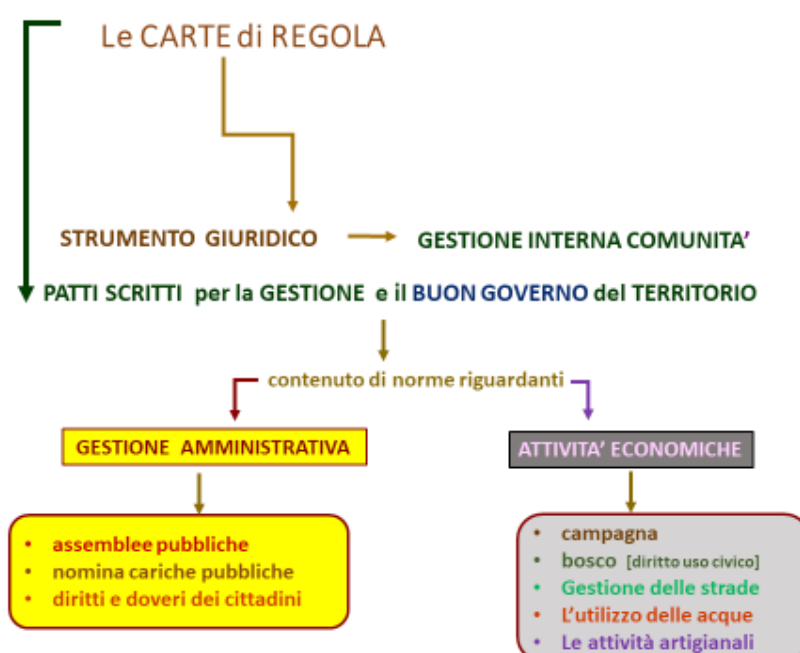 Le CARTE di REGOLA
STRUMENTO GIURIDICO
GESTIONE INTERNA COMUNITA’
PATTI SCRITTI per la GESTIONE e il BUON GOVERNO del TERRITORIO
contenuto di norme riguardanti
GESTIONE AMMINISTRATIVA
ATTIVITA’ ECONOMICHE
• assemblee pubbliche
• nomina cariche pubbliche
• diritti e doveri dei cittadini
• campagna
• bosco [diritto uso civico]
• Gestione delle strade
• L’utilizzo delle acque
• Le attività artigianali